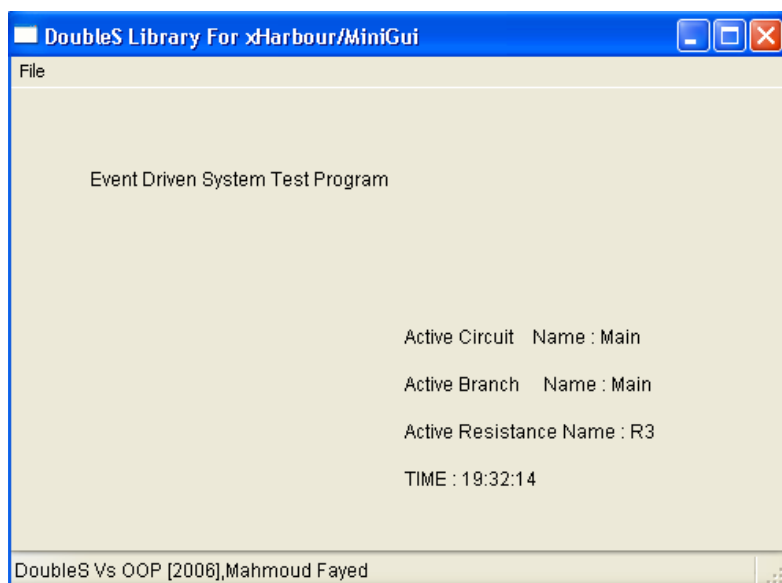 DoubleS Library For xHarbour/MiniGui
File
Event Driven System Test Program
Active Circuit Name : Main
Active Branch Name : Main
Active Resistance Name : R3
TIME : 19:32:14
DoubleS Vs OOP [2006],Mahmoud Fayed